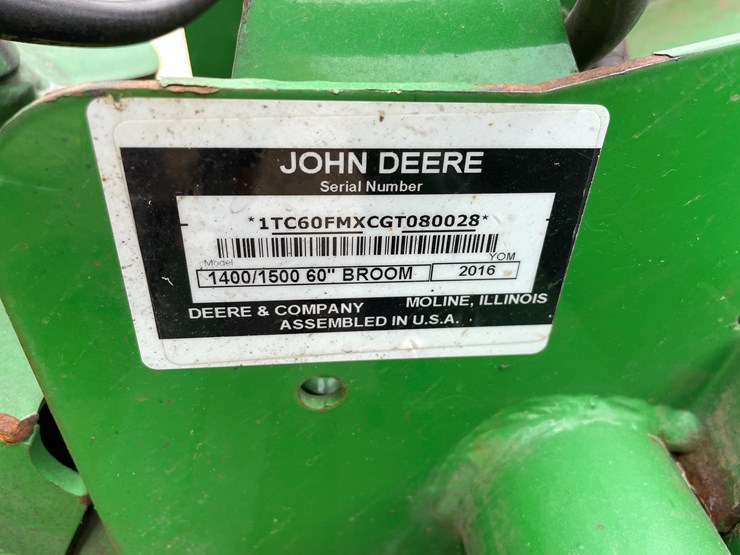 JOHN DEERE
Serial Number
*1TC60FMXCGT080028*
Model YOM
1400/1500 60" BROOM 2016
DEERE & COMPANY MOLINE, ILLINOIS
ASSEMBLED IN U.S.A.